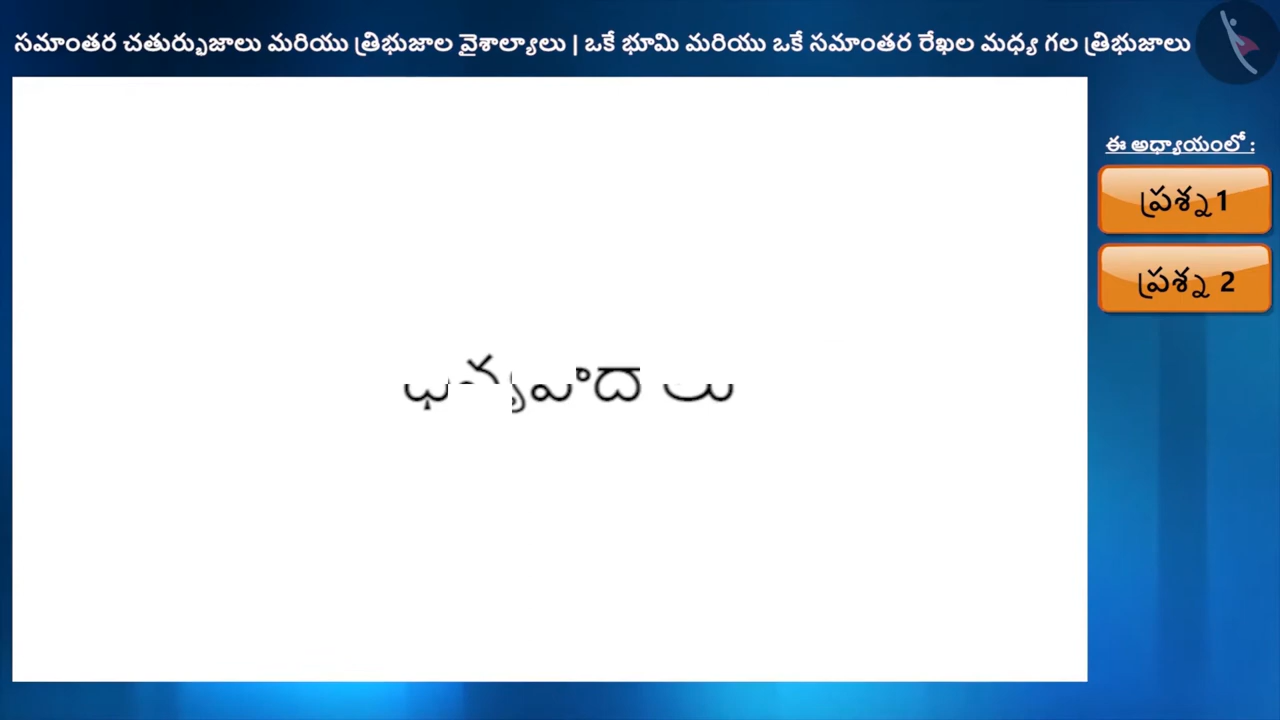 సమాంతర చతుర్భుజాలు మరియు త్రిభుజాల వైశాల్యాలు | ఒకే భూమి మరియు ఒకే సమాంతర రేఖల మధ్య గల త్రిభుజాలు
ఈ అధ్యాయంలో :
ప్రశ్న 1
ప్రశ్న 2